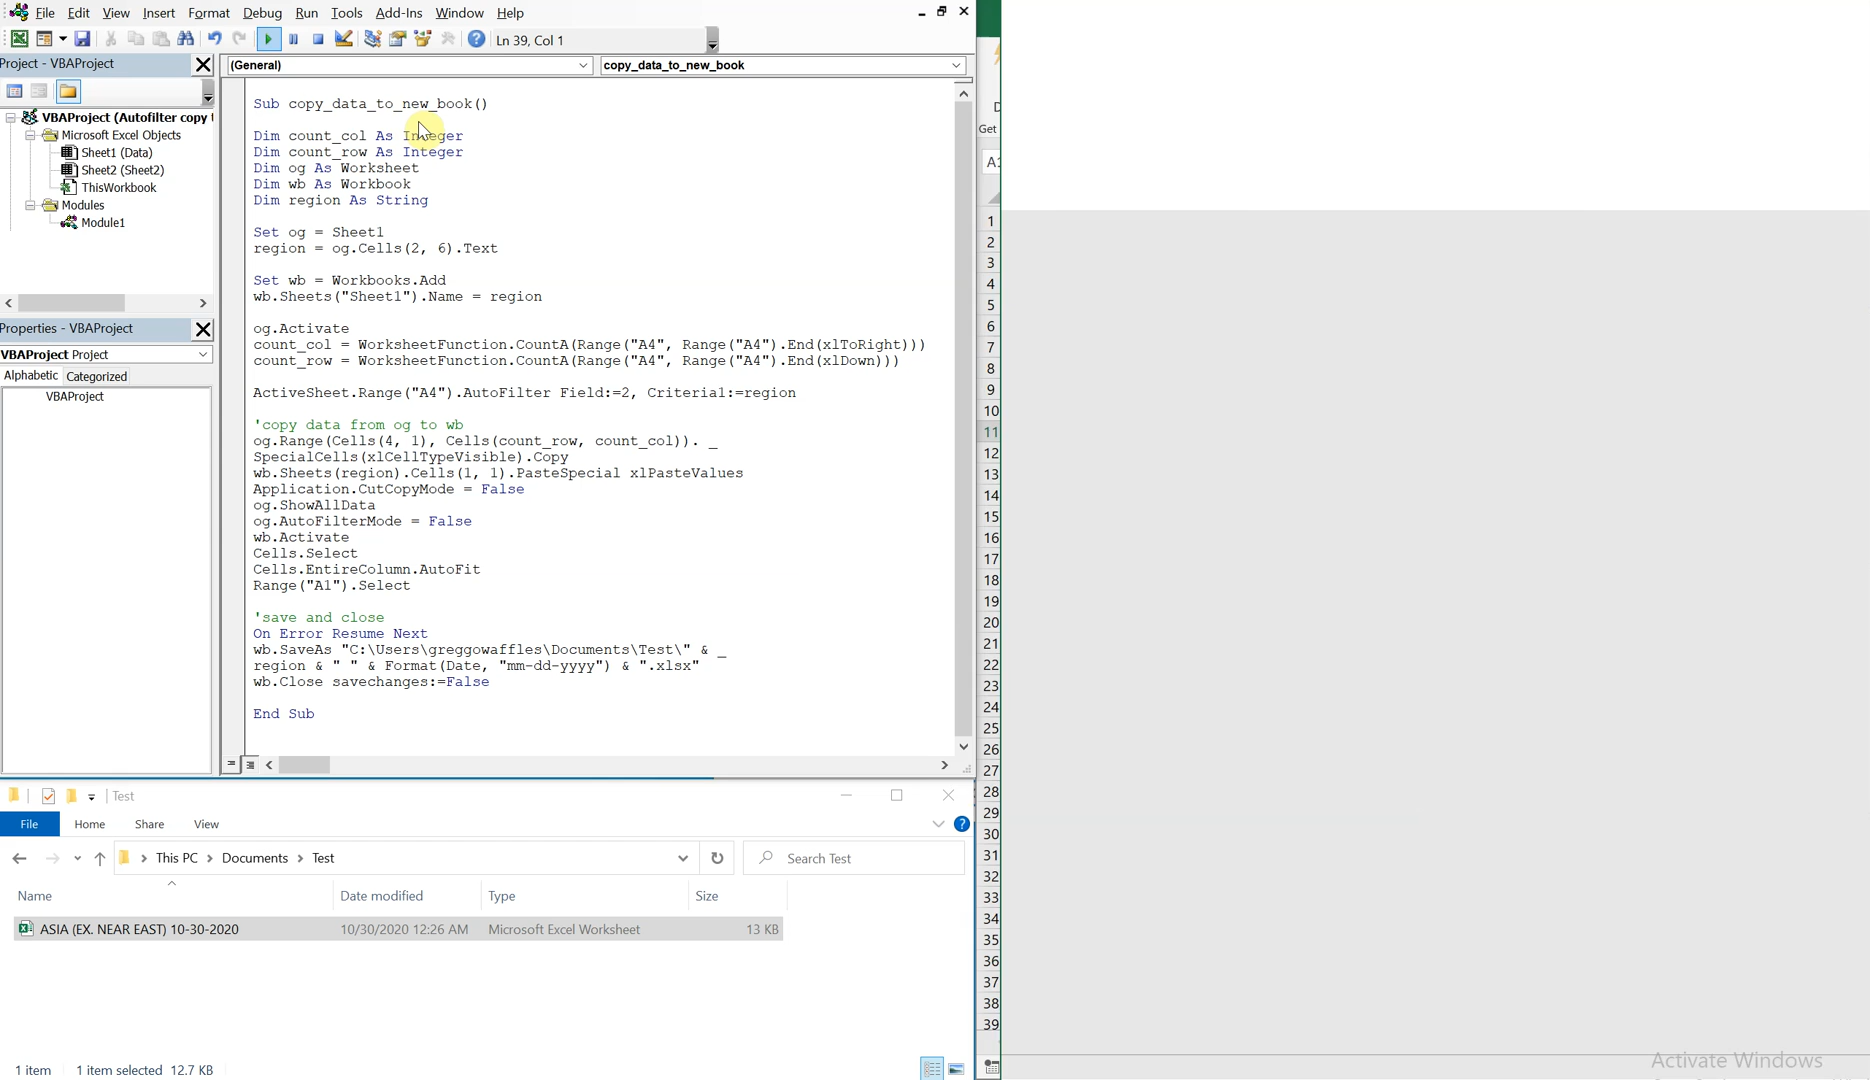 File Edit View Insert Format Debug Run Tools Add-Ins Window Help
Ln 39, Col 1
Project - VBAProject
(General) copy_data_to_new_book
VBAProject (Autofilter copy
Microsoft Excel Objects
Sheet1 (Data)
Sheet2 (Sheet2)
ThisWorkbook
Modules
Module1
Properties - VBAProject
VBAProject Project
Alphabetic Categorized
VBAProject
Sub copy_data_to_new_book()
Dim count_col As Integer
Dim count_row As Integer
Dim og As Worksheet
Dim wb As Workbook
Dim region As String
Set og = Sheet1
region = og.Cells(2, 6).Text
Set wb = Workbooks.Add
wb.Sheets("Sheet1").Name = region
og.Activate
count_col = WorksheetFunction.CountA(Range("A4", Range("A4").End(xlToRight)))
count_row = WorksheetFunction.CountA(Range("A4", Range("A4").End(xlDown)))
ActiveSheet.Range("A4").AutoFilter Field:=2, Criteria1:=region
'copy data from og to wb
og.Range(Cells(4, 1), Cells(count_row, count_col)). _
SpecialCells(xlCellTypeVisible).Copy
wb.Sheets(region).Cells(1, 1).PasteSpecial xlPasteValues
Application.CutCopyMode = False
og.ShowAllData
og.AutoFilterMode = False
wb.Activate
Cells.Select
Cells.EntireColumn.AutoFit
Range("A1").Select
'save and close
On Error Resume Next
wb.SaveAs "C:\Users\greggowaffles\Documents\Test\" & _
region & " " & Format(Date, "mm-dd-yyyy") & ".xlsx"
wb.Close savechanges:=False
End Sub
Get
1
2
3
4
5
6
7
8
9
10
11
12
13
14
15
16
17
18
19
20
21
22
23
24
25
26
27
28
29
30
31
32
33
34
35
36
37
38
39
Test
File Home Share View
This PC Documents Test Search Test
Name Date modified Type Size
ASIA (EX. NEAR EAST) 10-30-2020 10/30/2020 12:26 AM Microsoft Excel Worksheet 13 KB
1 item 1 item selected 12.7 KB
Activate Windows